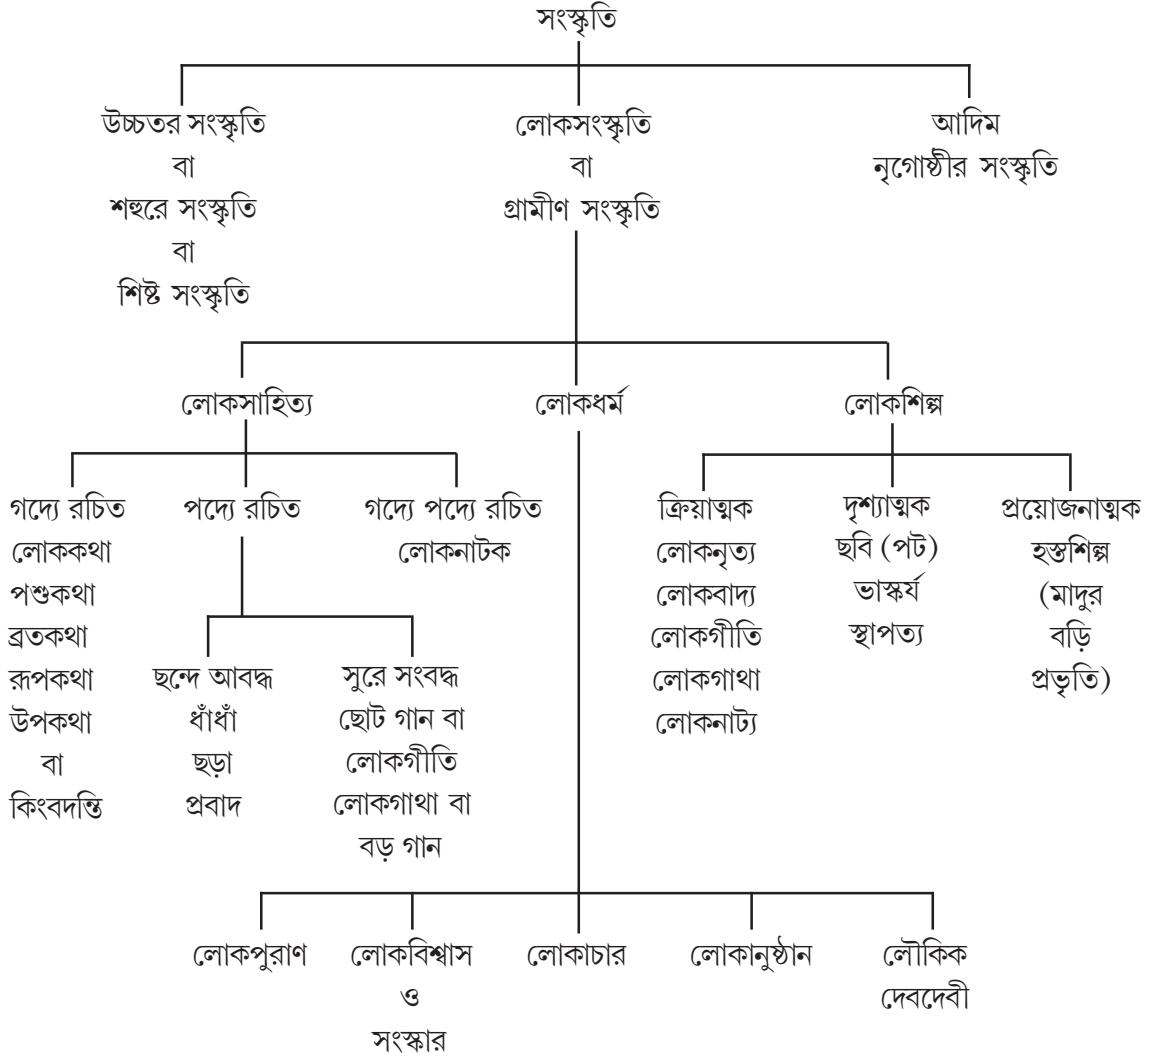 সংস্কৃতি
উচ্চতর সংস্কৃতি
বা
শহুরে সংস্কৃতি
বা
শিষ্ট সংস্কৃতি
লোকসংস্কৃতি
বা
গ্রামীণ সংস্কৃতি
আদিম
নৃগোষ্ঠীর সংস্কৃতি
লোকসাহিত্য
লোকধর্ম
লোকশিল্প
গদ্যে রচিত
লোককথা
পশুকথা
ব্রতকথা
রূপকথা
উপকথা
বা
কিংবদন্তি
পদ্যে রচিত
ছন্দে আবদ্ধ
ধাঁধাঁ
ছড়া
প্রবাদ
সুরে সংবদ্ধ
ছোট গান বা
লোকগীতি
লোকগাথা বা
বড় গান
গদ্যে পদ্যে রচিত
লোকনাটক
ক্রিয়াত্মক
লোকনৃত্য
লোকবাদ্য
লোকগীতি
লোকগাথা
লোকনাট্য
দৃশ্যাত্মক
ছবি (পট)
ভাস্কর্য
স্থাপত্য
প্রয়োজনাত্মক
হস্তশিল্প
(মাদুর
বড়ি
প্রভৃতি)
লোকপুরাণ
লোকবিশ্বাস
ও
সংস্কার
লোকাচার
লোকানুষ্ঠান
লৌকিক
দেবদেবী